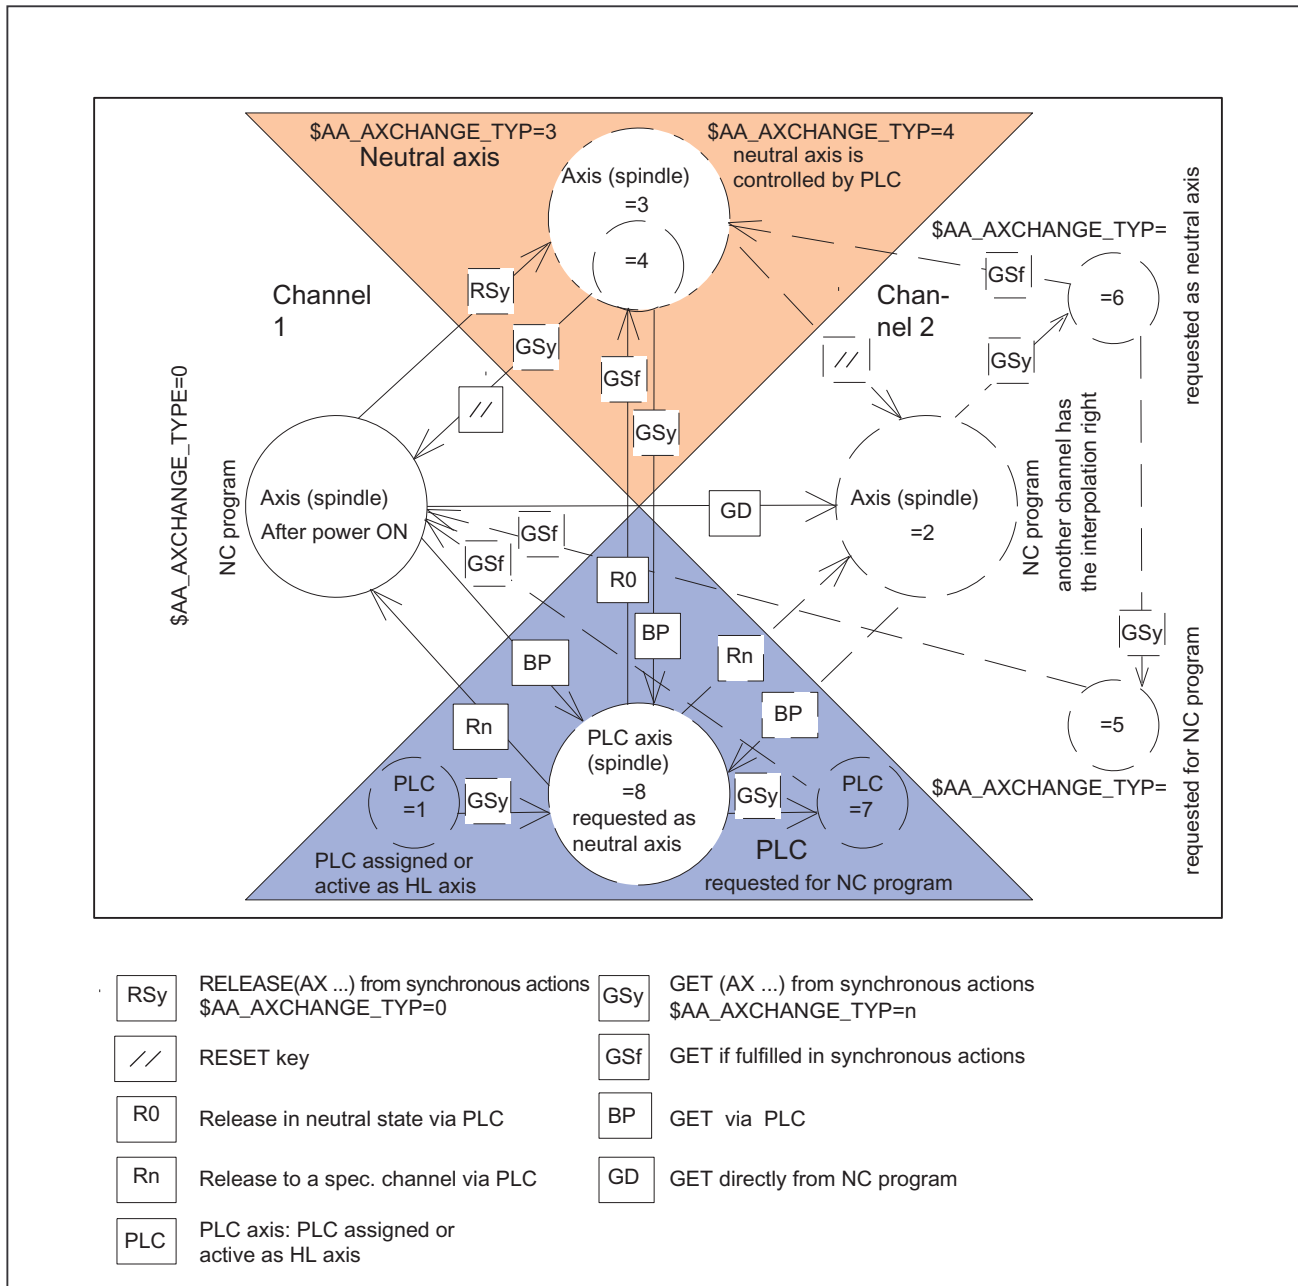 $AA_AXCHANGE_TYP=3
Neutral axis
$AA_AXCHANGE_TYP=4
neutral axis is
controlled by PLC
Axis (spindle)
=3
=4
$AA_AXCHANGE_TYP=
=6
requested as neutral axis
Channel
1
Chan-
nel 2
RSy
GSy
GSf
GSy
//
GSf
GSy
//
$AA_AXCHANGE_TYPE=0
NC program
Axis (spindle)
After power ON
GD
Axis (spindle)
=2
NC program
another channel has
the interpolation right
GSf
GSf
R0
BP
BP
Rn
Rn
BP
GSy
=5
requested for NC program
$AA_AXCHANGE_TYP=
PLC
=1
GSy
PLC axis
(spindle)
=8
requested as
neutral axis
GSy
PLC
=7
PLC assigned or
active as HL axis
PLC
requested for NC program
RSy
RELEASE(AX ...) from synchronous actions
$AA_AXCHANGE_TYP=0
GSy
GET (AX ...) from synchronous actions
$AA_AXCHANGE_TYP=n
//
RESET key
GSf
GET if fulfilled in synchronous actions
R0
Release in neutral state via PLC
BP
GET via PLC
Rn
Release to a spec. channel via PLC
GD
GET directly from NC program
PLC
PLC axis: PLC assigned or
active as HL axis